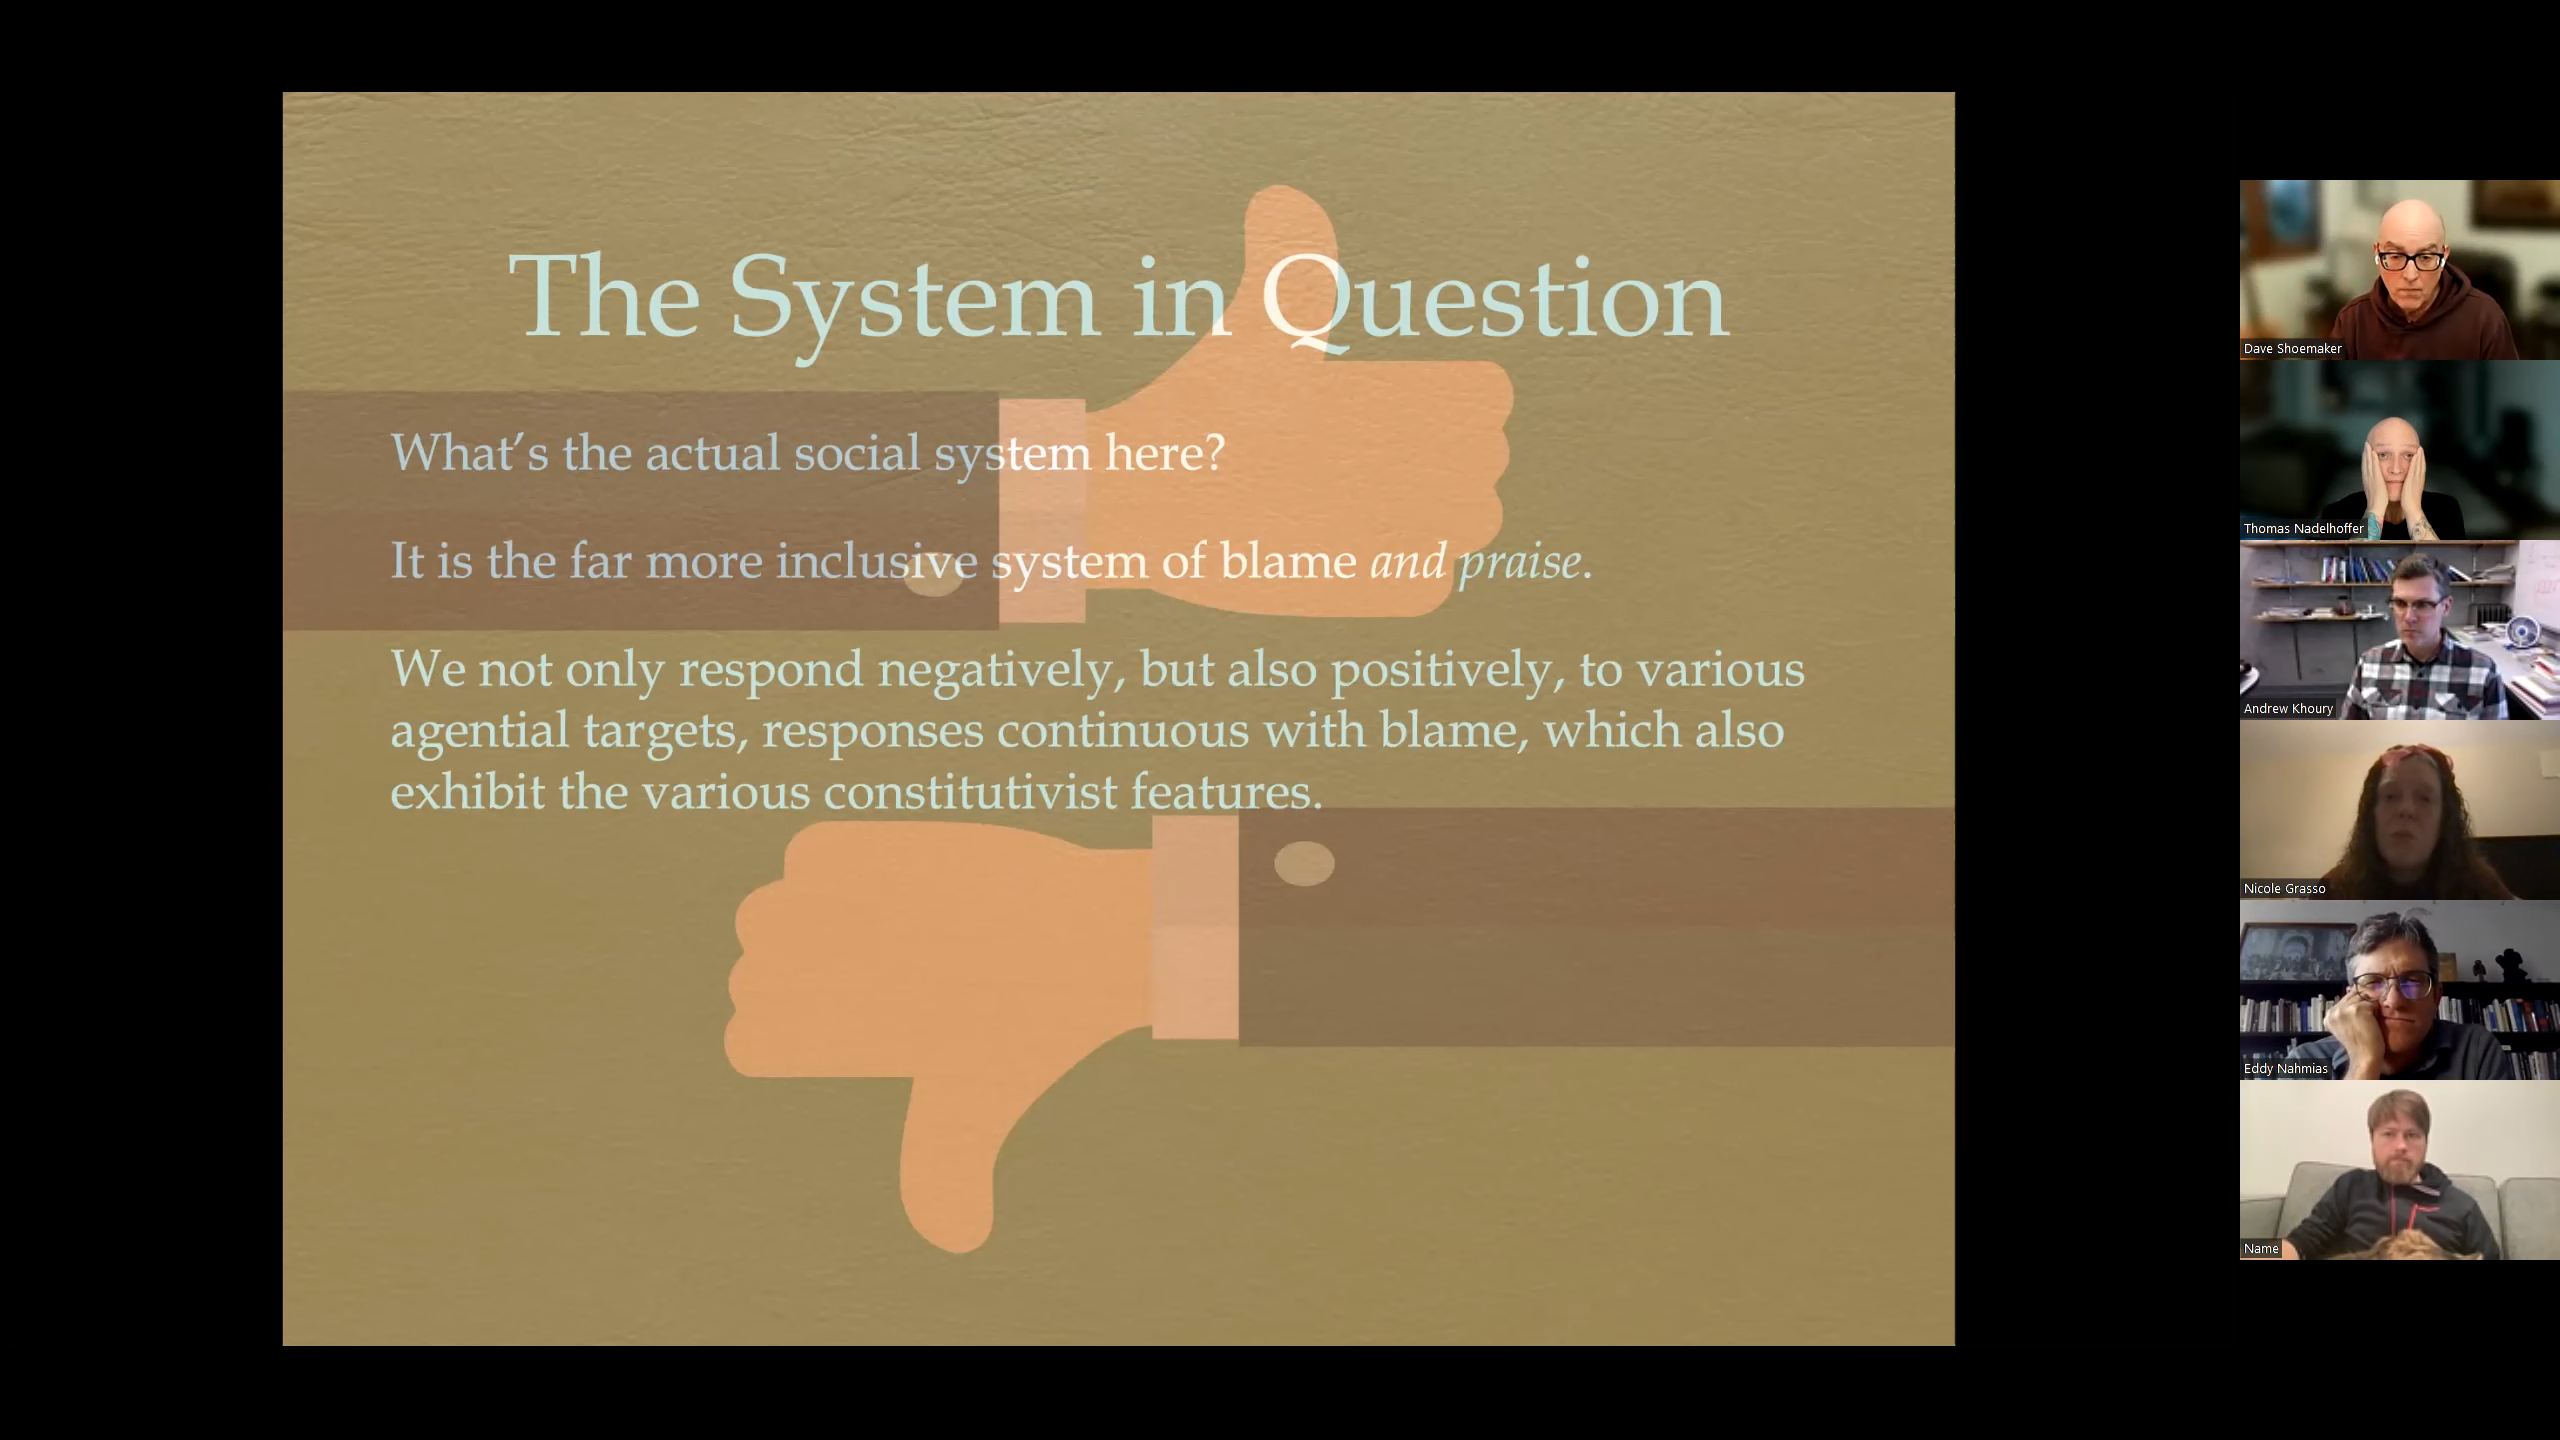 The System in Question
What’s the actual social system here?
It is the far more inclusive system of blame and praise.
We not only respond negatively, but also positively, to various
agential targets, responses continuous with blame, which also
exhibit the various constitutivist features.
Dave Shoemaker
Thomas Nadelhoffer
Andrew Khoury
Nicole Grasso
Eddy Nahmias
Name